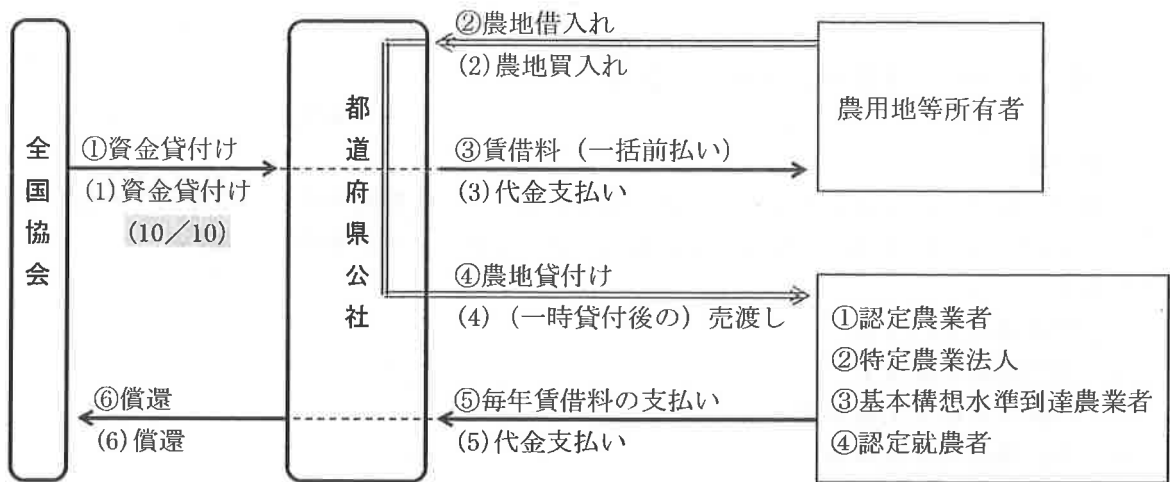 全国協会
①資金貸付け
(1)資金貸付け
(10／10)
都道府県公社
②農地借入れ
(2)農地買入れ
農用地等所有者
③賃借料（一括前払い）
(3)代金支払い
④農地貸付け
(4)（一時貸付後の）売渡し
①認定農業者
②特定農業法人
③基本構想水準到達農業者
④認定就農者
⑤毎年賃借料の支払い
(5)代金支払い
⑥償還
(6)償還